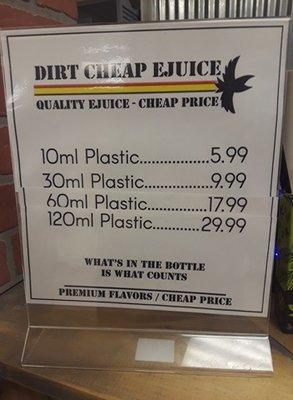 DIRT CHEAP EJUICE
QUALITY EJUICE - CHEAP PRICE
10ml Plastic.................5.99
30ml Plastic................9.99
60ml Plastic...............17.99
120ml Plastic............29.99
WHAT'S IN THE BOTTLE
IS WHAT COUNTS
PREMIUM FLAVORS / CHEAP PRICE